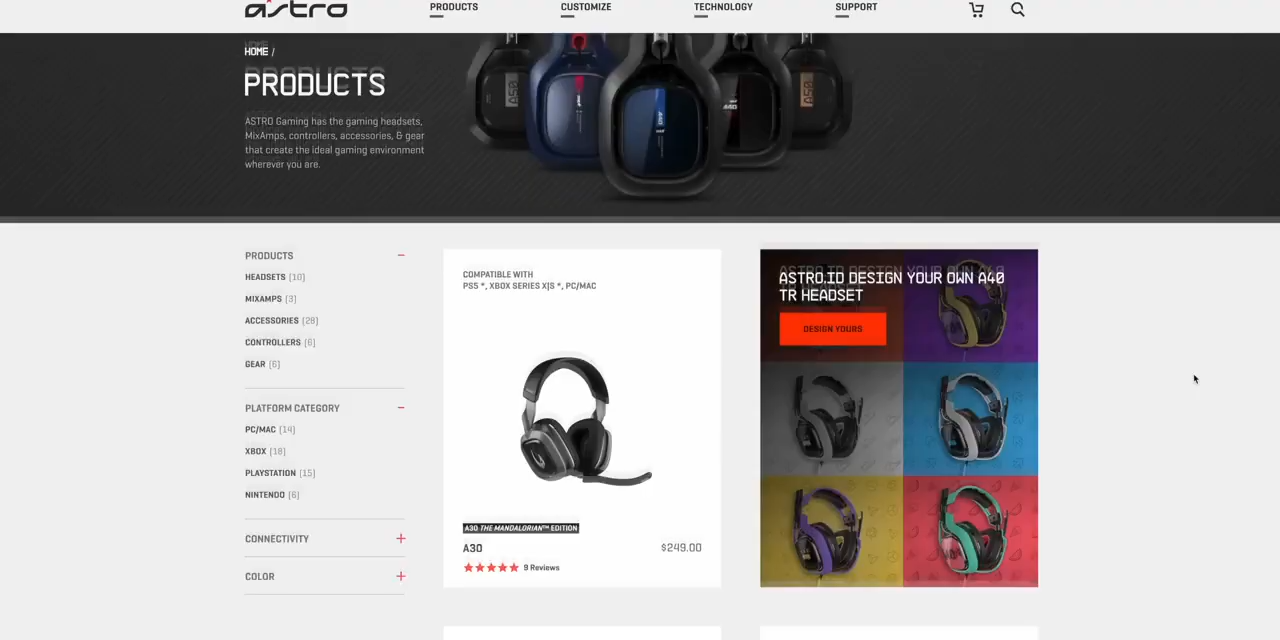 astro
PRODUCTS
CUSTOMIZE
TECHNOLOGY
SUPPORT
HOME /
PRODUCTS
ASTRO Gaming has the gaming headsets,
MixAmps, controllers, accessories, & gear
that create the ideal gaming environment
wherever you are.
A50
A40
A40
A50
PRODUCTS
HEADSETS [10]
MIXAMPS [3]
ACCESSORIES [28]
CONTROLLERS [6]
GEAR [6]
PLATFORM CATEGORY
PC/MAC [14]
XBOX [18]
PLAYSTATION [15]
NINTENDO [6]
CONNECTIVITY
COLOR
COMPATIBLE WITH
PS5 *, XBOX SERIES X|S *, PC/MAC
A30 THE MANDALORIAN™ EDITION
A30
$249.00
9 Reviews
ASTRO.ID DESIGN YOUR OWN A40
TR HEADSET
DESIGN YOURS